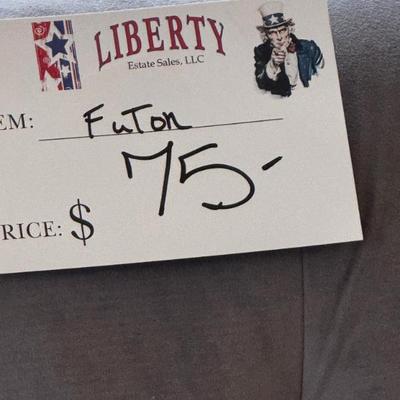 LIBERTY
Estate Sales, LLC
EM: Futon
RICE: $ 75-